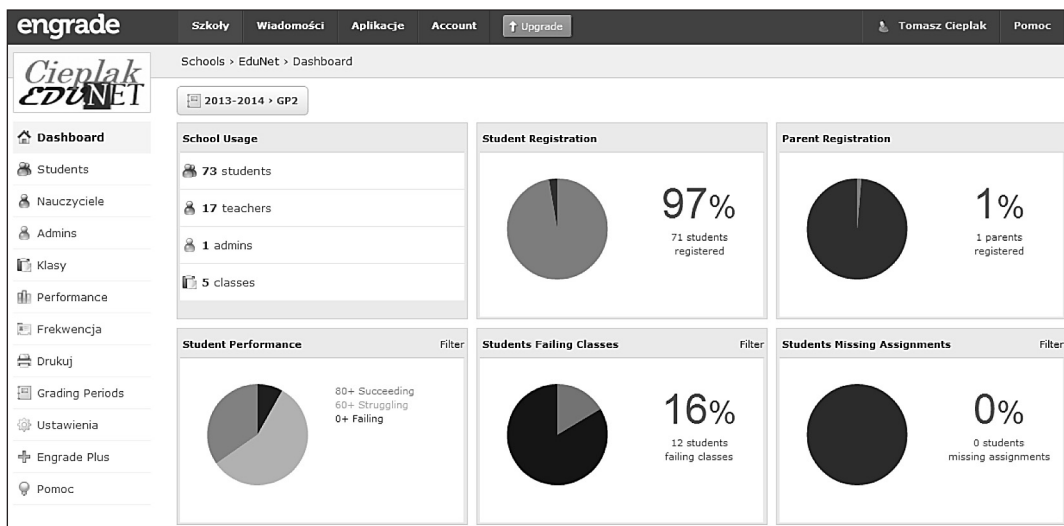 engrade
Szkoły Wiadomości Aplikacje Account Upgrade Tomasz Cieplak Pomoc
Cieplak
EDUNET
Schools › EduNet › Dashboard
2013-2014 › GP2
Dashboard
Students
Nauczyciele
Admins
Klasy
Performance
Frekwencja
Drukuj
Grading Periods
Ustawienia
Engrade Plus
Pomoc
School Usage
73 students
17 teachers
1 admins
5 classes
Student Registration
97%
71 students
registered
Parent Registration
1%
1 parents
registered
Student Performance Filter
80+ Succeeding
60+ Struggling
0+ Failing
Students Failing Classes Filter
16%
12 students
failing classes
Students Missing Assignments Filter
0%
0 students
missing assignments